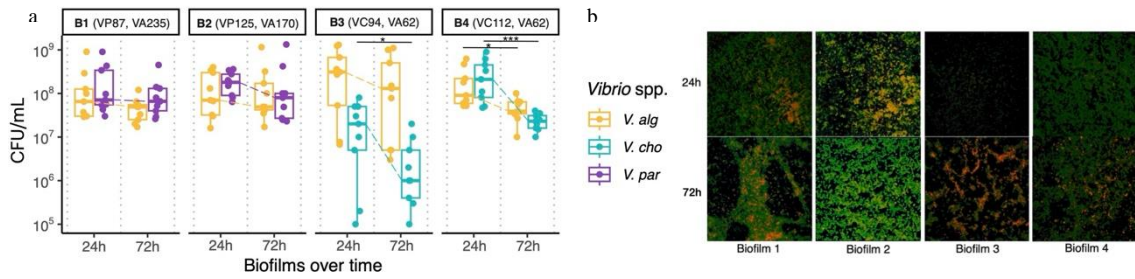 a
B1 (VP87, VA235)
B2 (VP125, VA170)
B3 (VC94, VA62)
B4 (VC112, VA62)
* * ***
CFU/mL
10⁹
10⁸
10⁷
10⁶
10⁵
24h 72h 24h 72h 24h 72h 24h 72h
Biofilms over time
Vibrio spp.
V. alg
V. cho
V. par
b
24h
72h
Biofilm 1 Biofilm 2 Biofilm 3 Biofilm 4